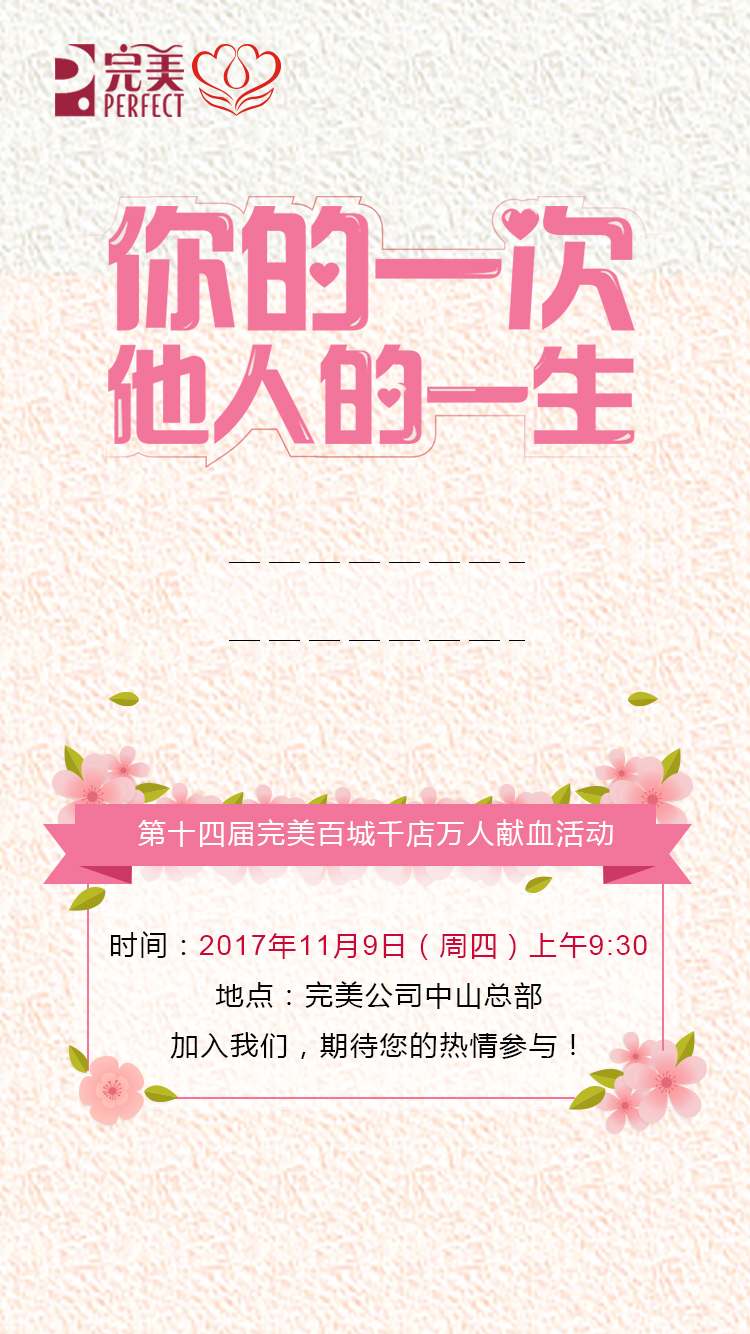 完美
PERFECT
你的一次
他人的一生
第十四届完美百城千店万人献血活动
时间：2017年11月9日（周四）上午9:30
地点：完美公司中山总部
加入我们，期待您的热情参与！